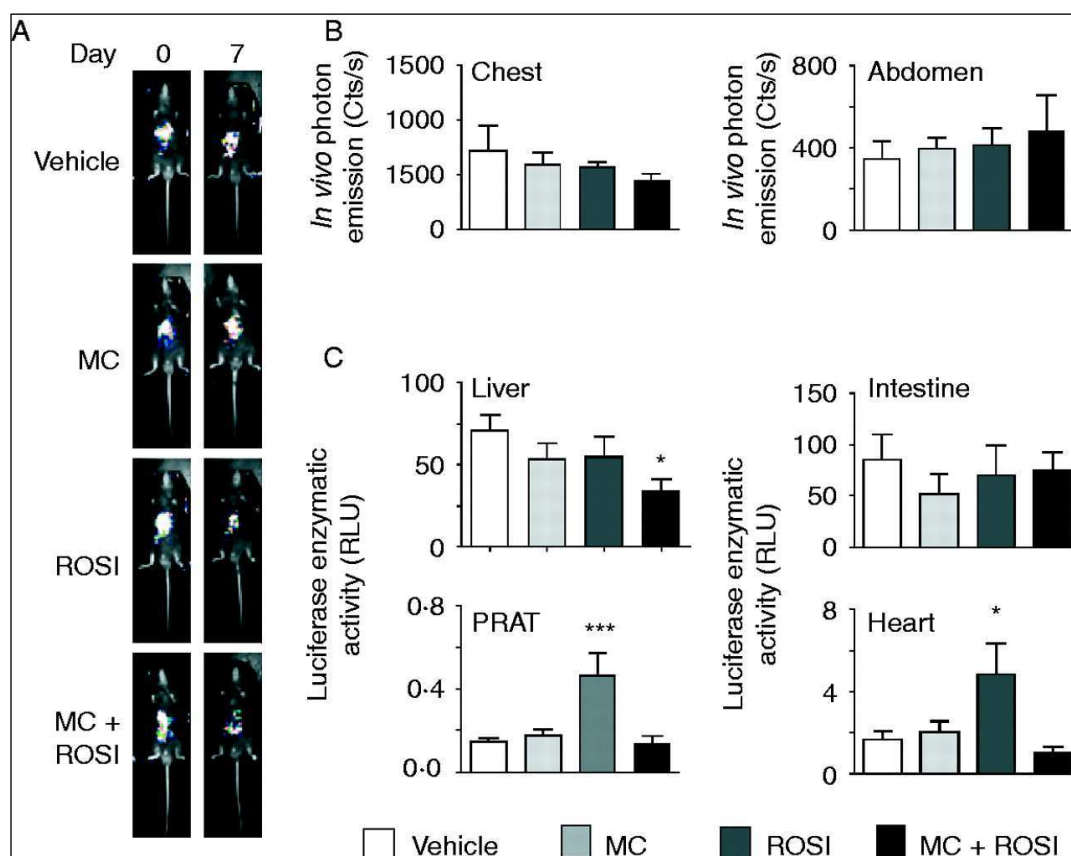 A
Day 0 7
Vehicle
MC
ROSI
MC +
ROSI
B
In vivo photon
emission (Cts/s)
1500
1000
1500
0
Chest
In vivo photon
emission (Cts/s)
800
400
0
Abdomen
C
Luciferase enzymatic
activity (RLU)
100
50
0
Liver
*
Luciferase enzymatic
activity (RLU)
150
100
50
0
Intestine
0·8
0·4
0·0
PRAT
***
8
4
0
Heart
*
Vehicle MC ROSI MC + ROSI